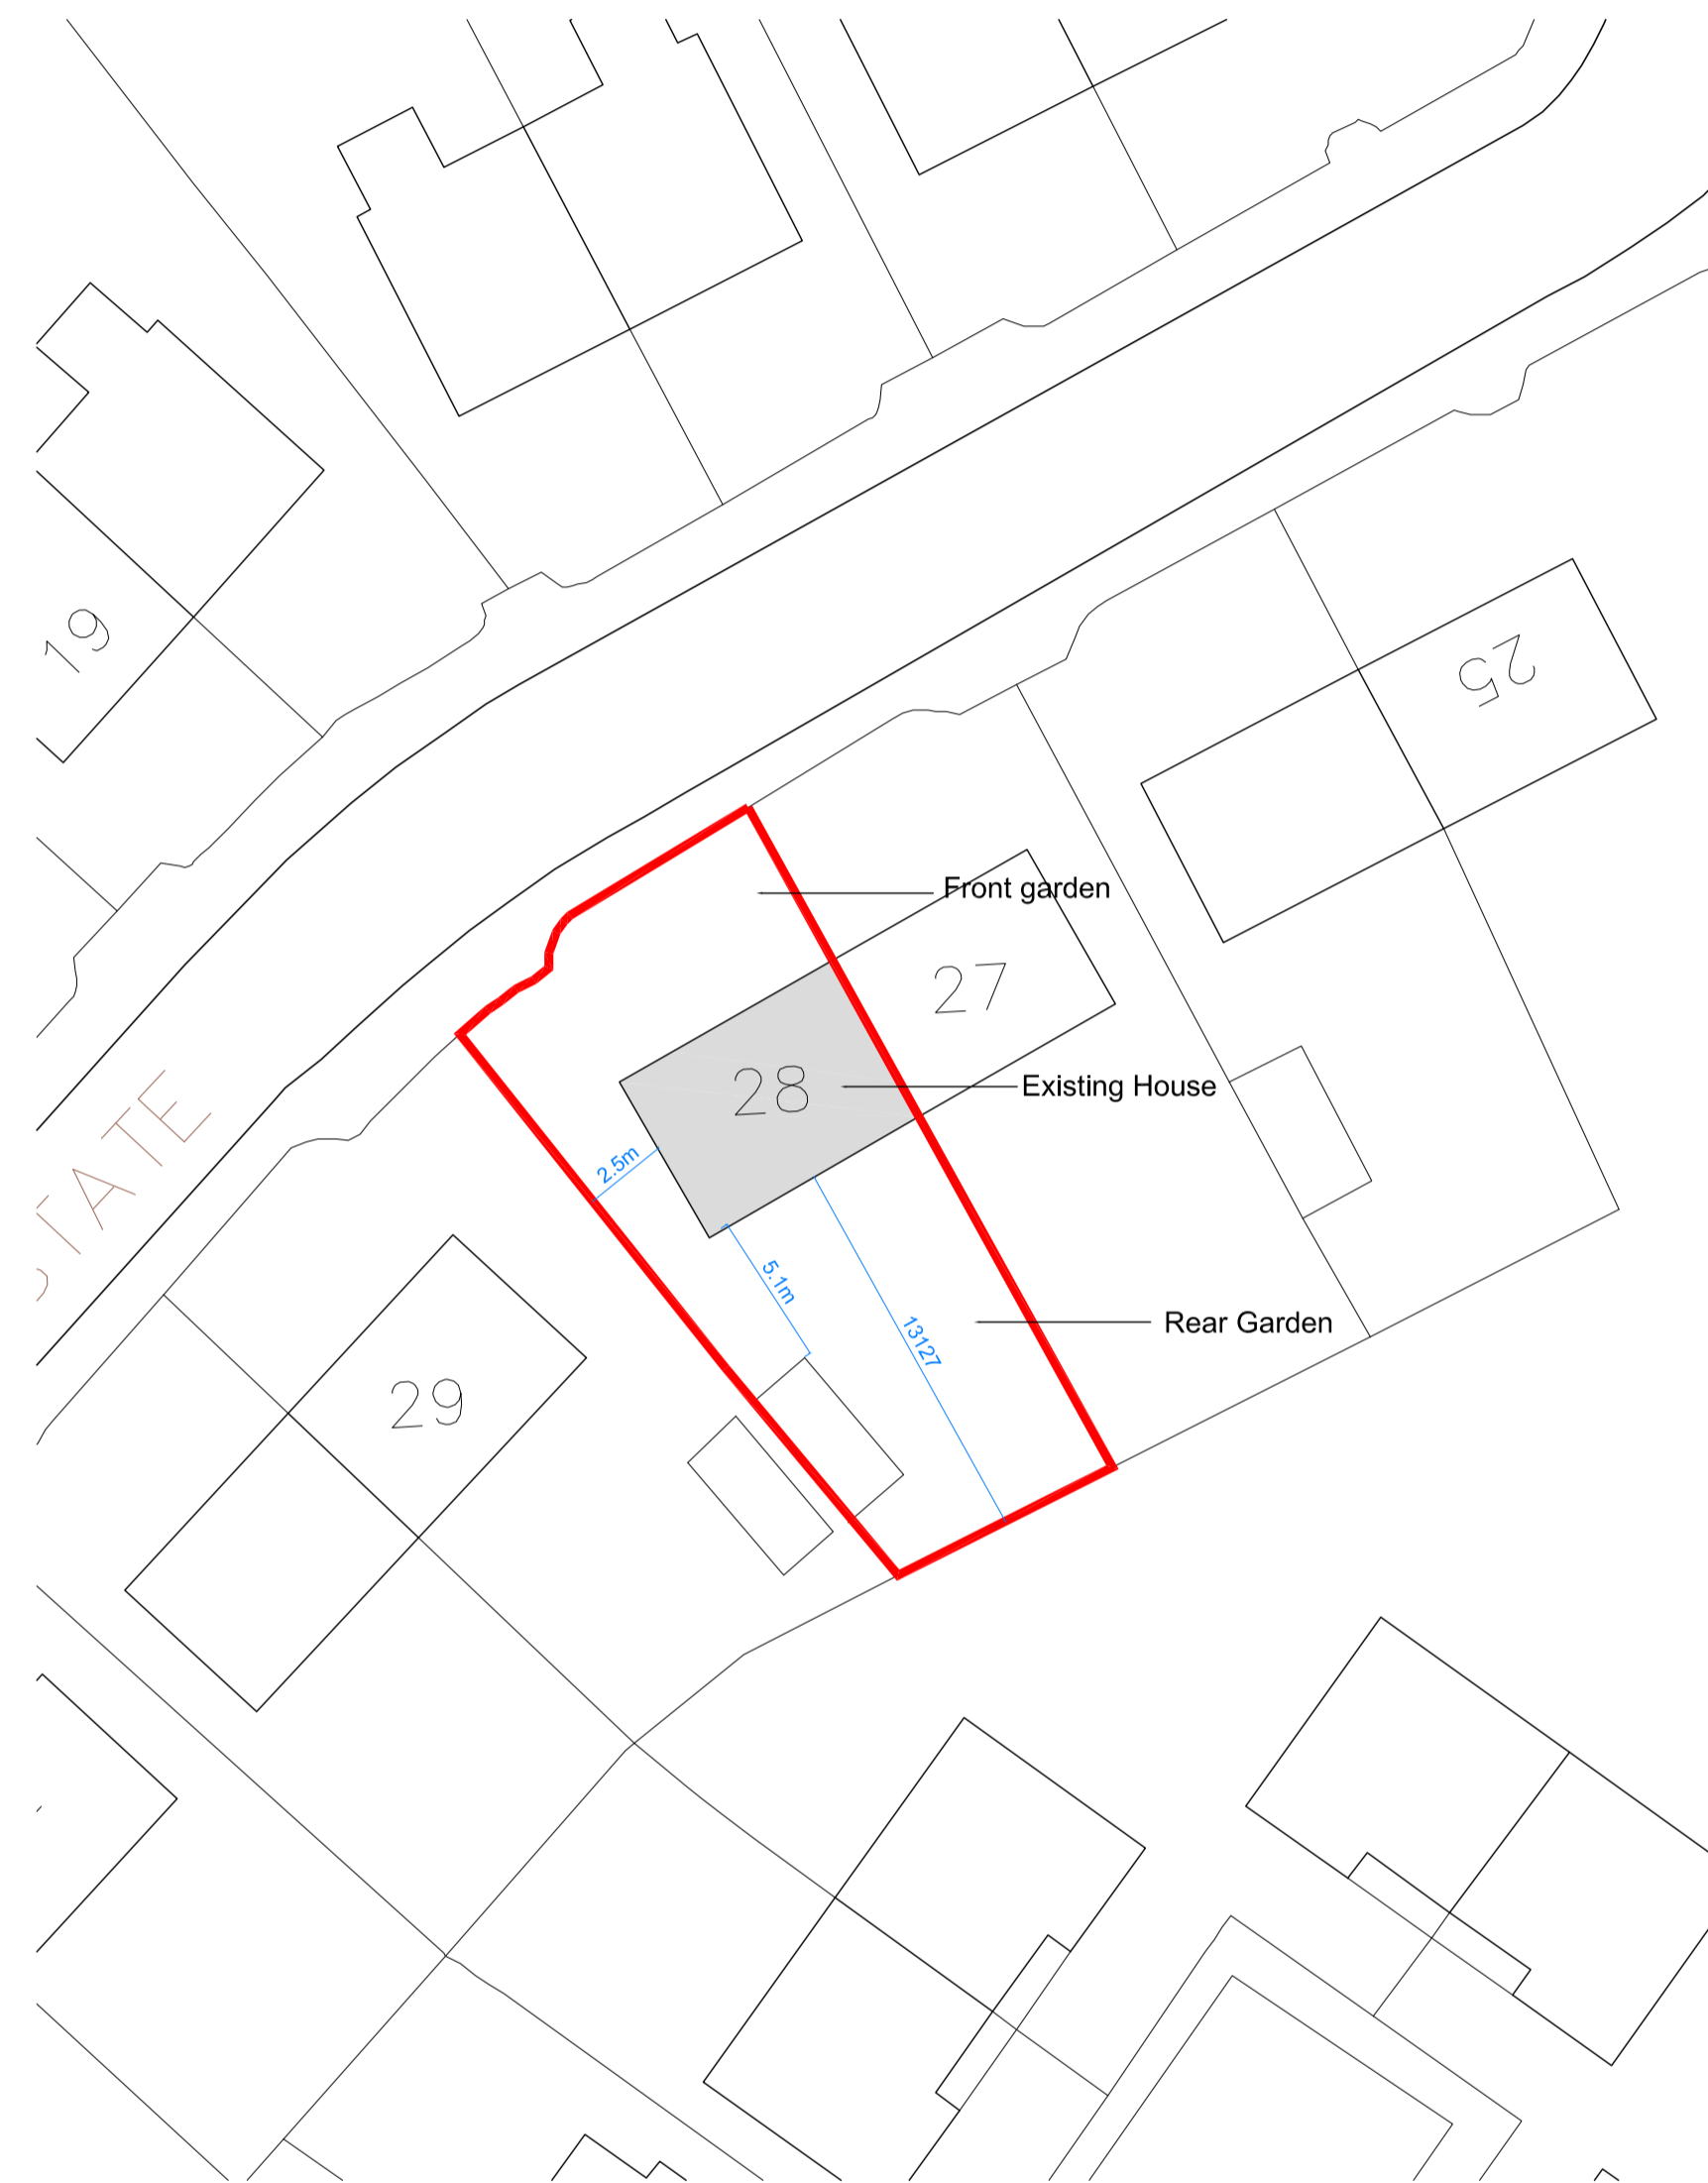 19
25
Front garden
27
28
Existing House
TATE
2.5m
5.1m
Rear Garden
13127
29